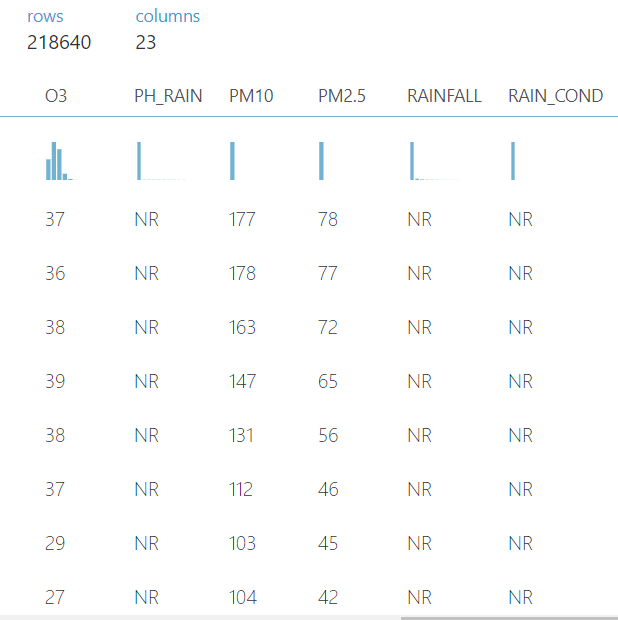 rows columns
218640 23
O3 PH_RAIN PM10 PM2.5 RAINFALL RAIN_COND
37 NR 177 78 NR NR
36 NR 178 77 NR NR
38 NR 163 72 NR NR
39 NR 147 65 NR NR
38 NR 131 56 NR NR
37 NR 112 46 NR NR
29 NR 103 45 NR NR
27 NR 104 42 NR NR